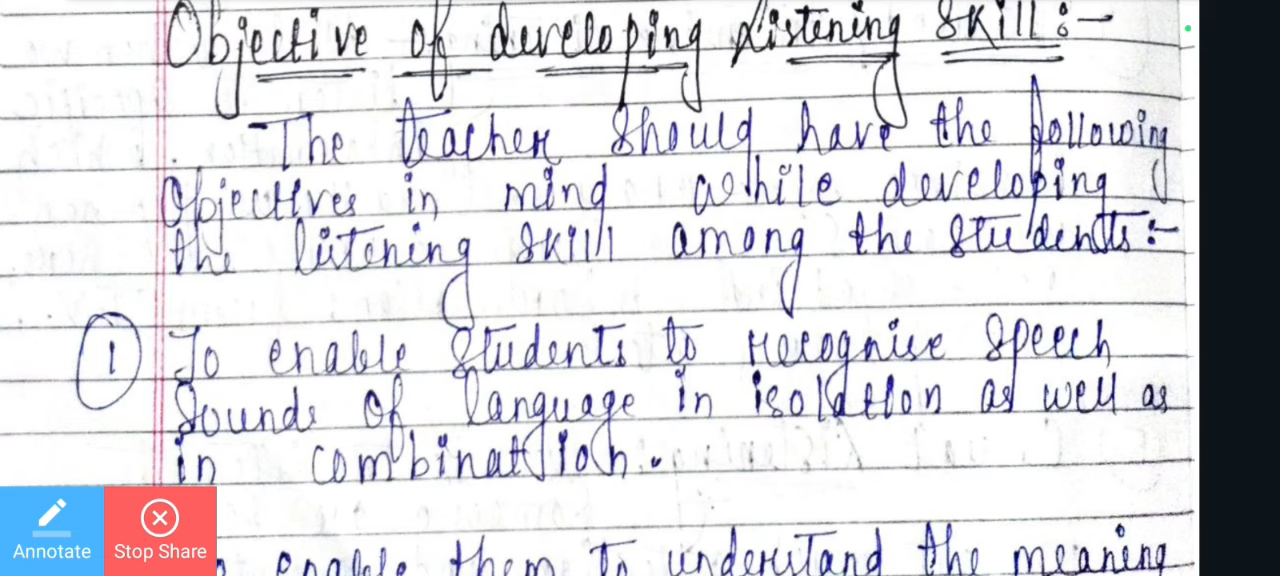 Objective of developing Listening Skill :-
The teacher should have the following
Objectives in mind while developing
the listening skill among the students :-
① To enable students to recognise speech
Sounds of language in isolation as well as
in combination.
enable them to understand the meaning
Annotate
Stop Share